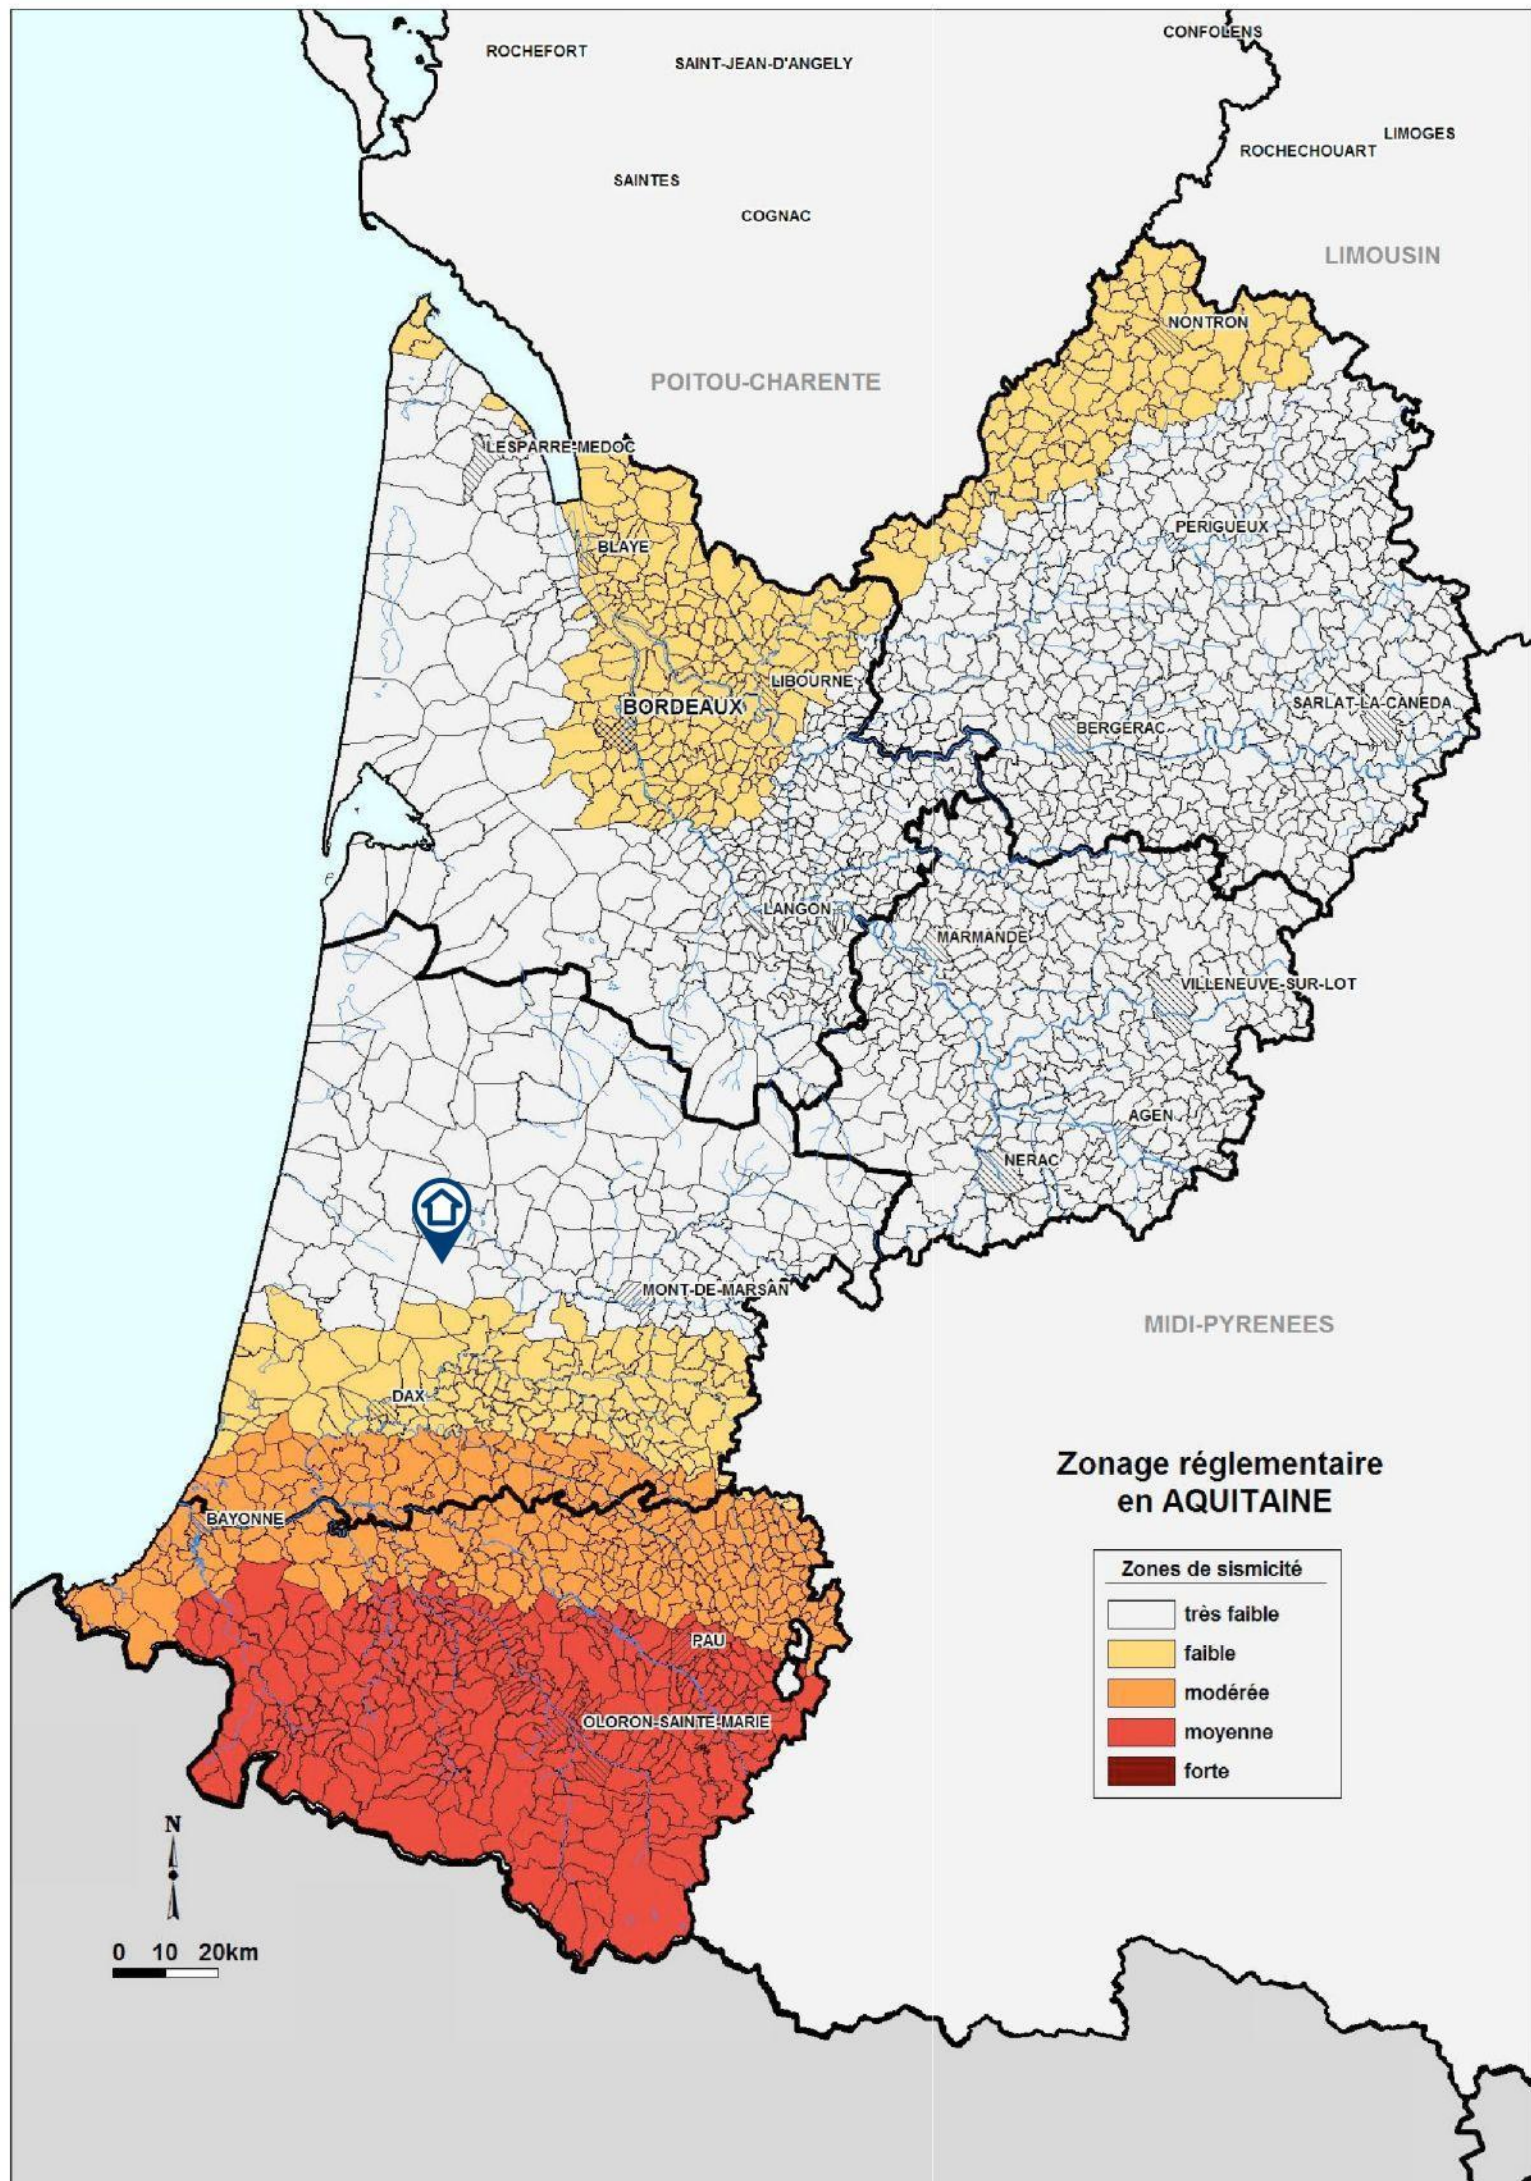 CONFOLENS
ROCHEFORT
SAINT-JEAN-D'ANGELY
LIMOGES
ROCHECHOUART
SAINTES
COGNAC
LIMOUSIN
NONTRON
POITOU-CHARENTE
LESPARRE-MEDOC
PERIGUEUX
BLAYE
LIBOURNE
BORDEAUX
SARLAT-LA-CANEDA
BERGERAC
LANGON
MARMANDE
VILLENEUVE-SUR-LOT
AGEN
NERAC
MONT-DE-MARSAN
MIDI-PYRENEES
DAX
Zonage réglementaire
en AQUITAINE
BAYONNE
Zones de sismicité
très faible
faible
modérée
moyenne
forte
PAU
OLORON-SAINTE-MARIE
N
0 10 20km